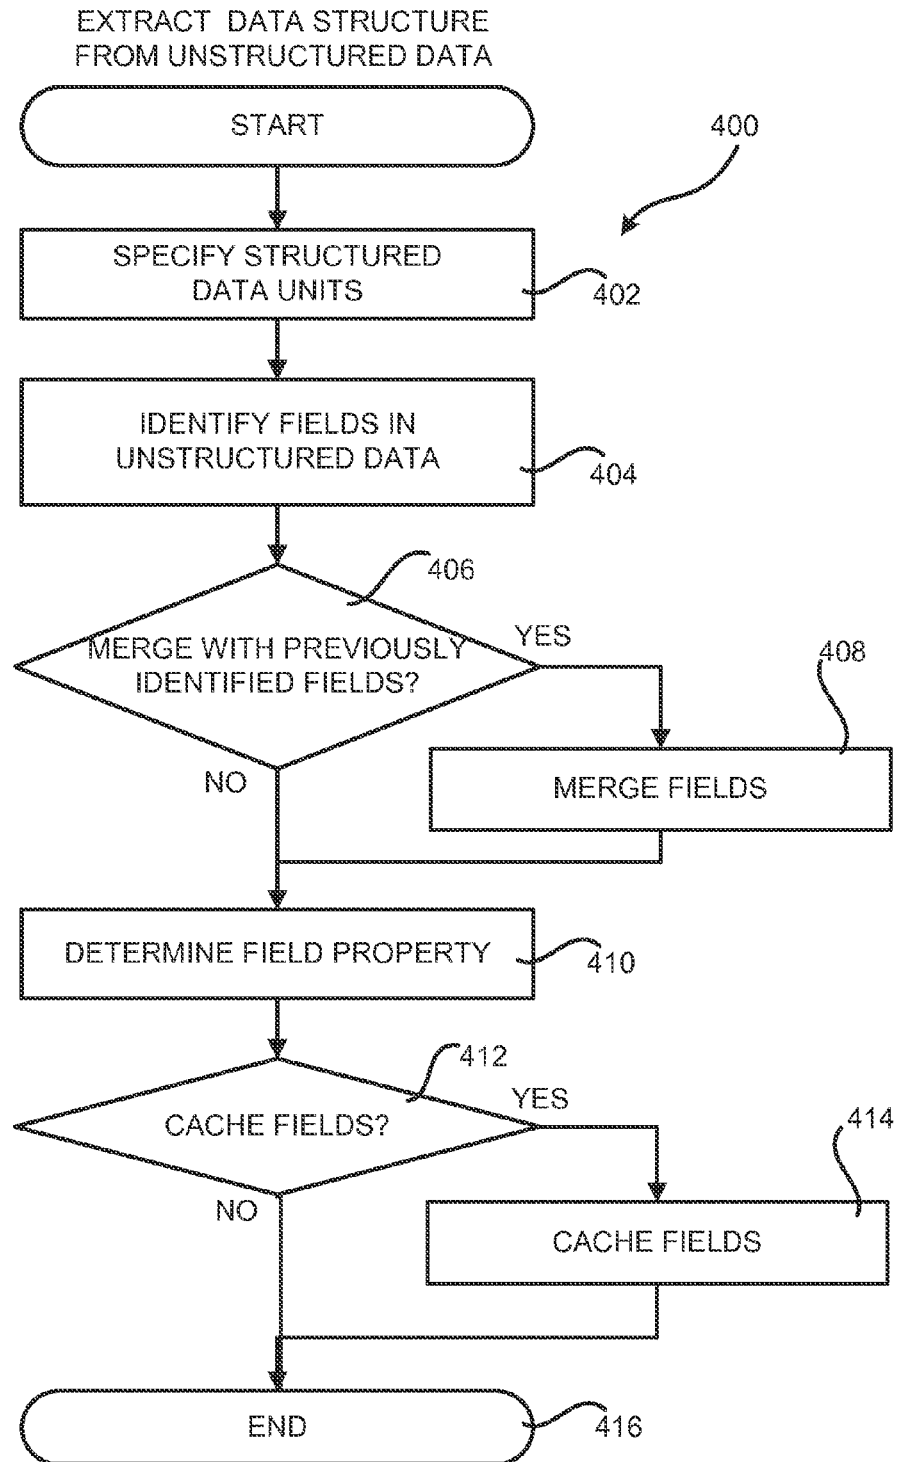 EXTRACT DATA STRUCTURE
FROM UNSTRUCTURED DATA
START
400
SPECIFY STRUCTURED
DATA UNITS
402
IDENTIFY FIELDS IN
UNSTRUCTURED DATA
404
406
MERGE WITH PREVIOUSLY
IDENTIFIED FIELDS?
YES
408
NO
MERGE FIELDS
DETERMINE FIELD PROPERTY
410
412
CACHE FIELDS?
YES
414
NO
CACHE FIELDS
END
416